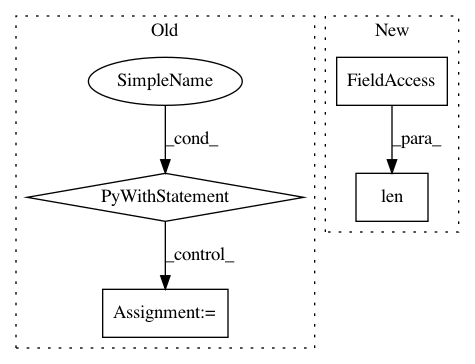 Old
New
SimpleName
FieldAccess
_cond_
_para_
PyWithStatement
len
_control_
Assignment:=